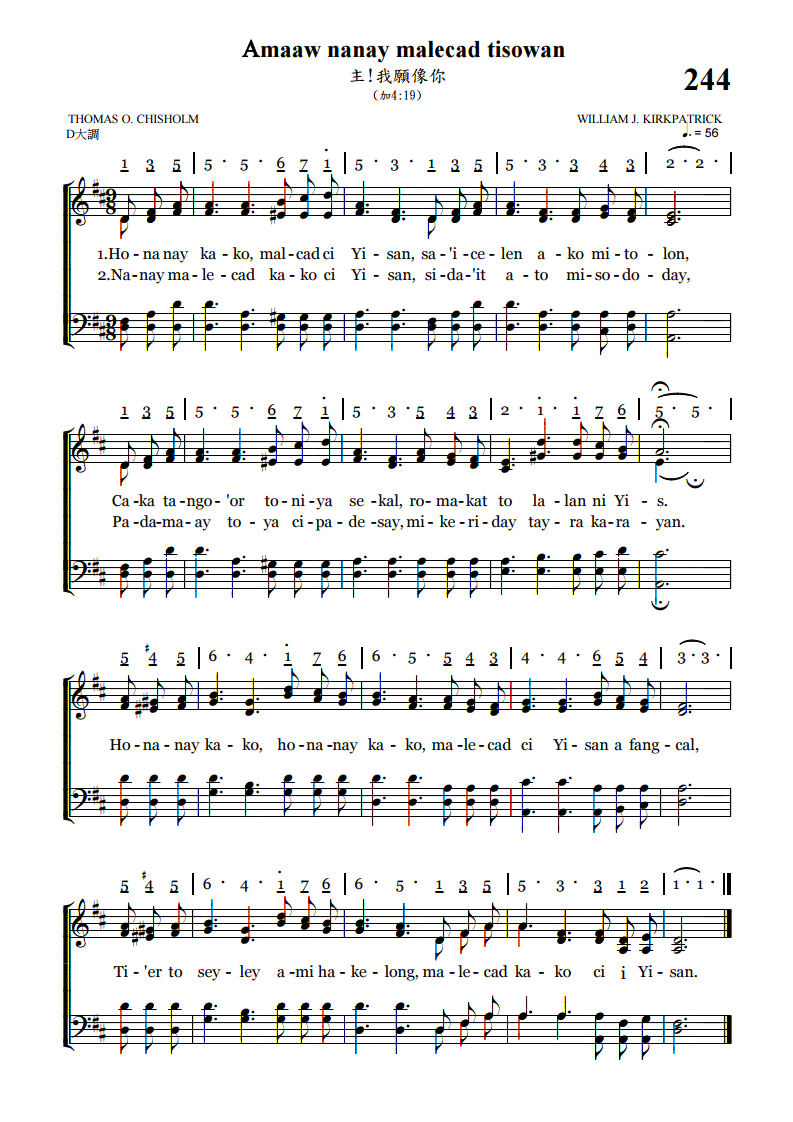 Amaaw nanay malecad tisowan
主!我願像你
(加4:19)
244
THOMAS O. CHISHOLM
WILLIAM J. KIRKPATRICK
D大調
♩. = 56
1 3 5 | 5 · 5 · 6 7 1̇ | 5 · 3 · 1 3 5 | 5 · 3 · 3 4 3 | 2 · 2 · |
1.Ho-na nay ka-ko, mal-cad ci Yi-san, sa-'i-ce-len a-ko mi-to-lon,
2.Na-nay ma-le-cad ka-ko ci Yi-san, si-da-'it a-to mi-so-do-day,
1 3 5 | 5 · 5 · 6 7 1̇ | 5 · 3 · 5 4 3 | 2 · 1̇ · 1̇ 7 6 | 5 · 5 · |
Ca-ka ta-ngo-'or to-ni-ya se-kal, ro-ma-kat to la-lan ni Yi-s.
Pa-da-ma-ay to-ya ci-pa-de-say, mi-ke-ri-day tay-ra ka-ra-yan.
5 ♯4 5 | 6 · 4 · 1̇ 7 6 | 6 · 5 · 5 4 3 | 4 · 4 · 6 5 4 | 3 · 3 · |
Ho-na-nay ka-ko, ho-na-nay ka-ko, ma-le-cad ci Yi-san a fang-cal,
5 ♯4 5 | 6 · 4 · 1̇ 7 6 | 6 · 5 · 1 3 5 | 5 · 3 · 3 1 2 | 1 · 1 · ‖
Ti-'er to sey-ley a-mi ha-ke-long, ma-le-cad ka-ko ci i Yi-san.